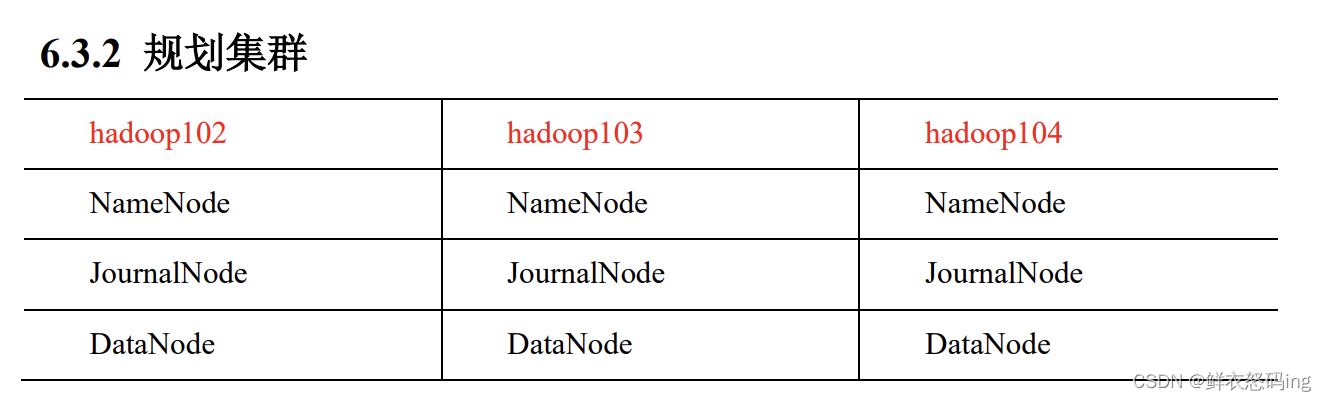 6.3.2 规划集群
hadoop102 hadoop103 hadoop104
NameNode NameNode NameNode
JournalNode JournalNode JournalNode
DataNode DataNode DataNode
CSDN @鲜衣怒码ing